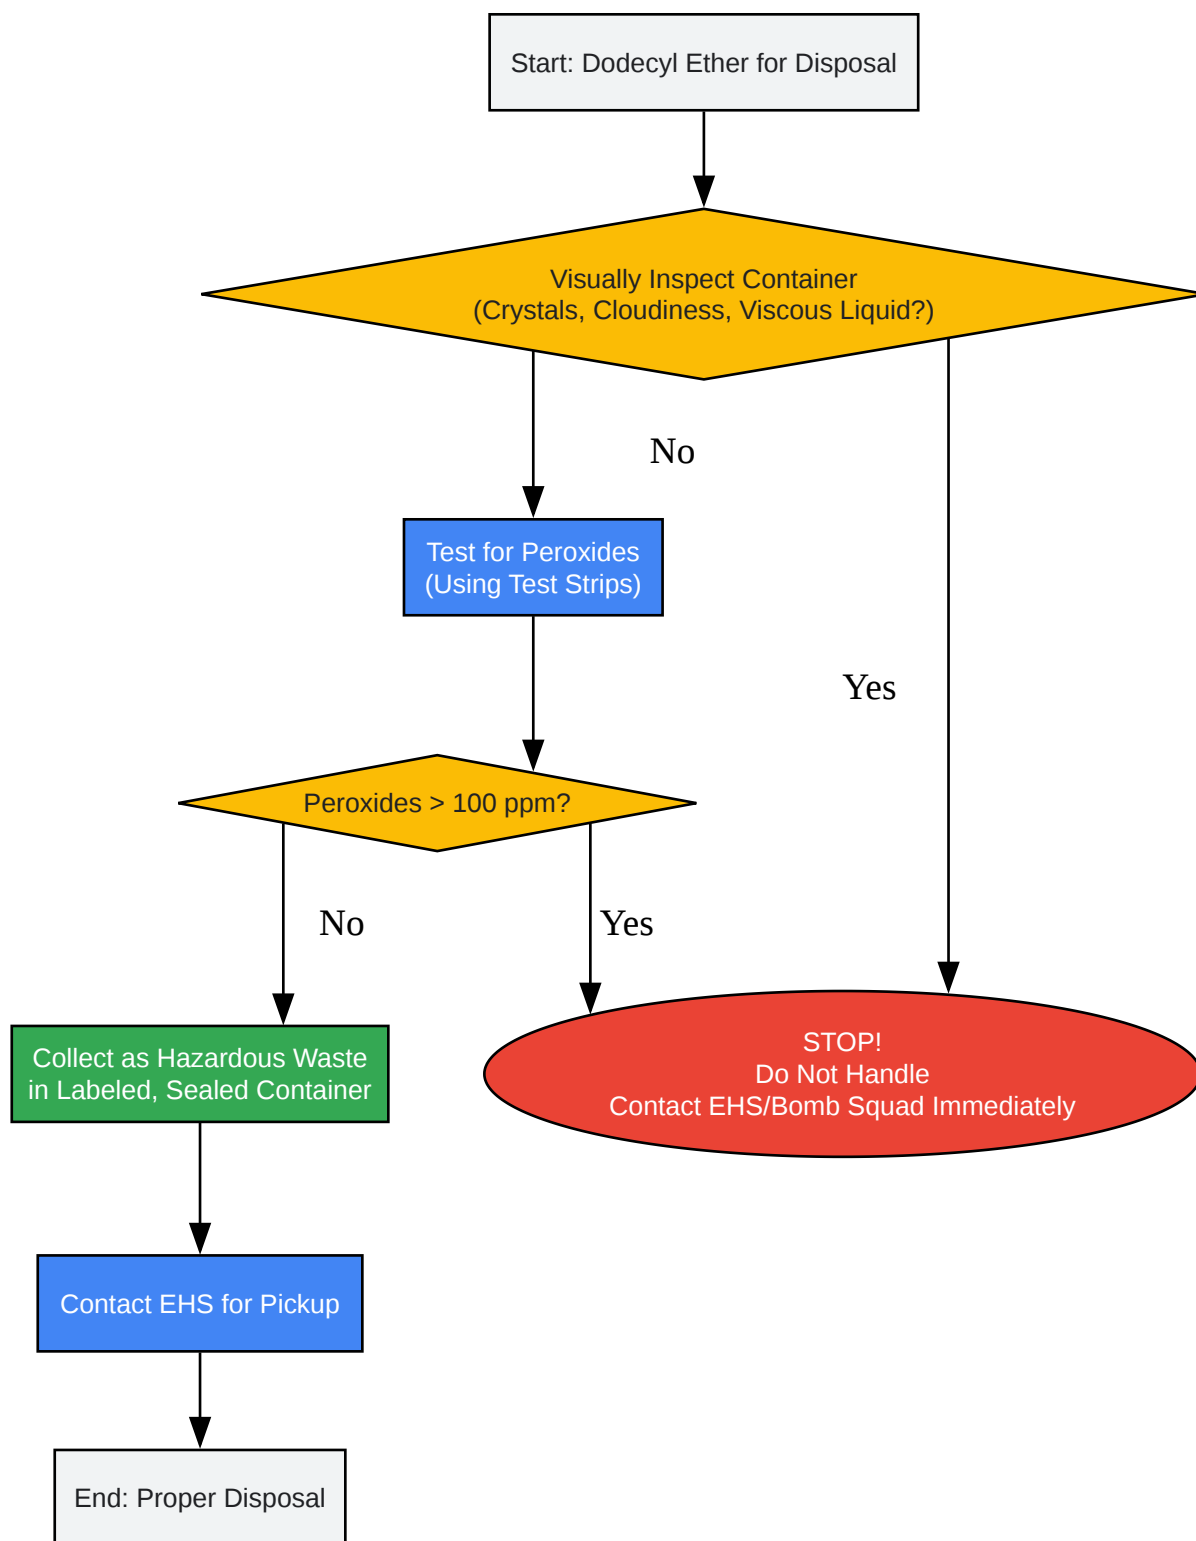 Start: Dodecyl Ether for Disposal
Visually Inspect Container
(Crystals, Cloudiness, Viscous Liquid?)
No
Test for Peroxides
(Using Test Strips)
Yes
Peroxides > 100 ppm?
No
Yes
STOP!
Do Not Handle
Contact EHS/Bomb Squad Immediately
Collect as Hazardous Waste
in Labeled, Sealed Container
Contact EHS for Pickup
End: Proper Disposal